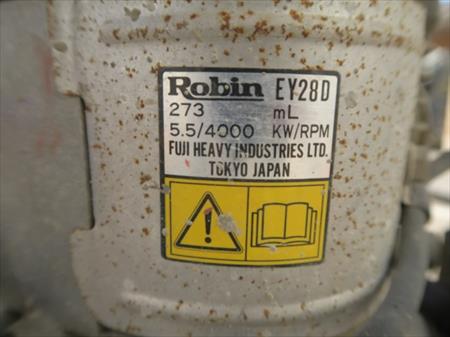 Robin EY28D
273 mL
5.5/4000 KW/RPM
FUJI HEAVY INDUSTRIES LTD.
TOKYO JAPAN